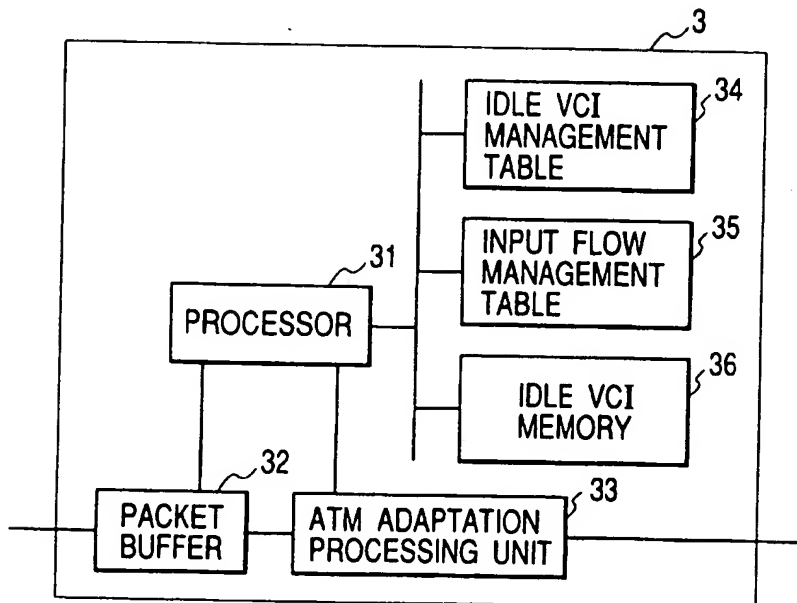 3
IDLE VCI
MANAGEMENT
TABLE
34
INPUT FLOW
MANAGEMENT
TABLE
35
31
PROCESSOR
IDLE VCI
MEMORY
36
32
PACKET
BUFFER
33
ATM ADAPTATION
PROCESSING UNIT